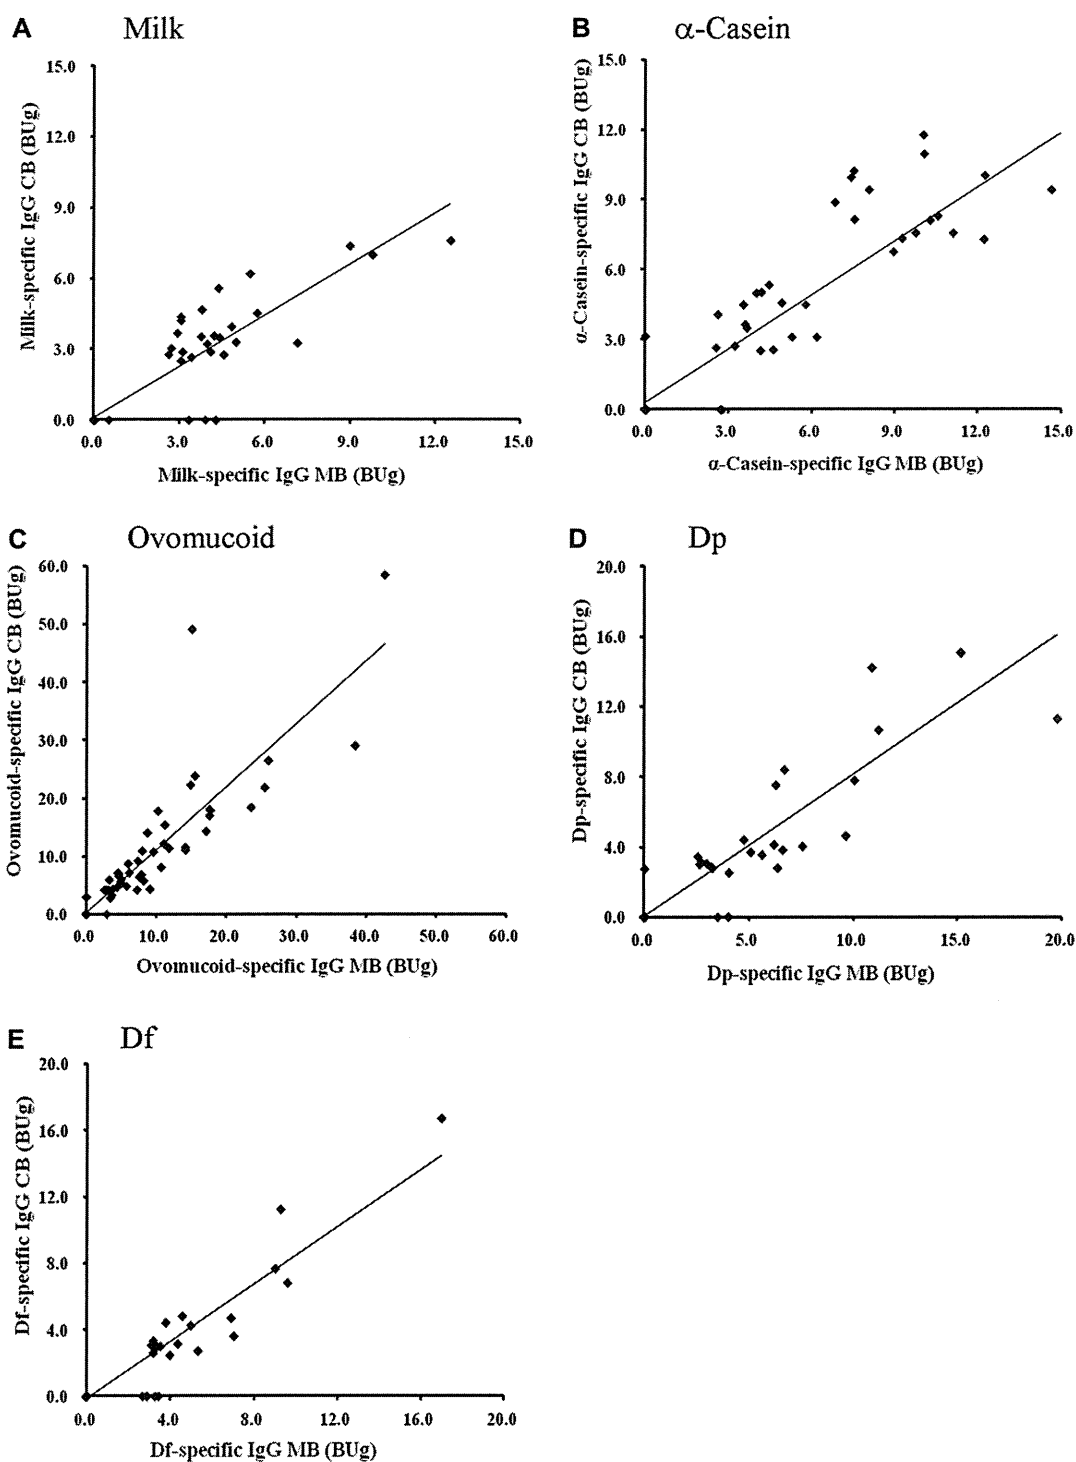 A Milk
Milk-specific IgG CB (BUg)
15.0
12.0
9.0
6.0
3.0
0.0
0.0 3.0 6.0 9.0 12.0 15.0
Milk-specific IgG MB (BUg)
B α-Casein
α-Casein-specific IgG CB (BUg)
15.0
12.0
9.0
6.0
3.0
0.0
0.0 3.0 6.0 9.0 12.0 15.0
α-Casein-specific IgG MB (BUg)
C Ovomucoid
Ovomucoid-specific IgG CB (BUg)
60.0
50.0
40.0
30.0
20.0
10.0
0.0
0.0 10.0 20.0 30.0 40.0 50.0 60.0
Ovomucoid-specific IgG MB (BUg)
D Dp
Dp-specific IgG CB (BUg)
20.0
16.0
12.0
8.0
4.0
0.0
0.0 5.0 10.0 15.0 20.0
Dp-specific IgG MB (BUg)
E Df
Df-specific IgG CB (BUg)
20.0
16.0
12.0
8.0
4.0
0.0
0.0 4.0 8.0 12.0 16.0 20.0
Df-specific IgG MB (BUg)